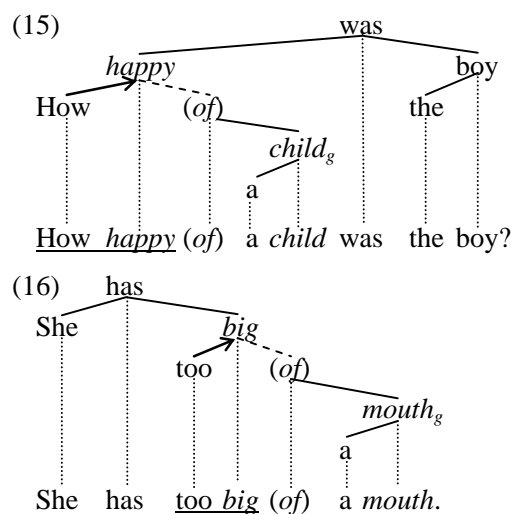 (15) was
happy boy
How (of) the
child_g
a
How happy (of) a child was the boy?
(16) has
She big
too (of)
mouth_g
a
She has too big (of) a mouth.